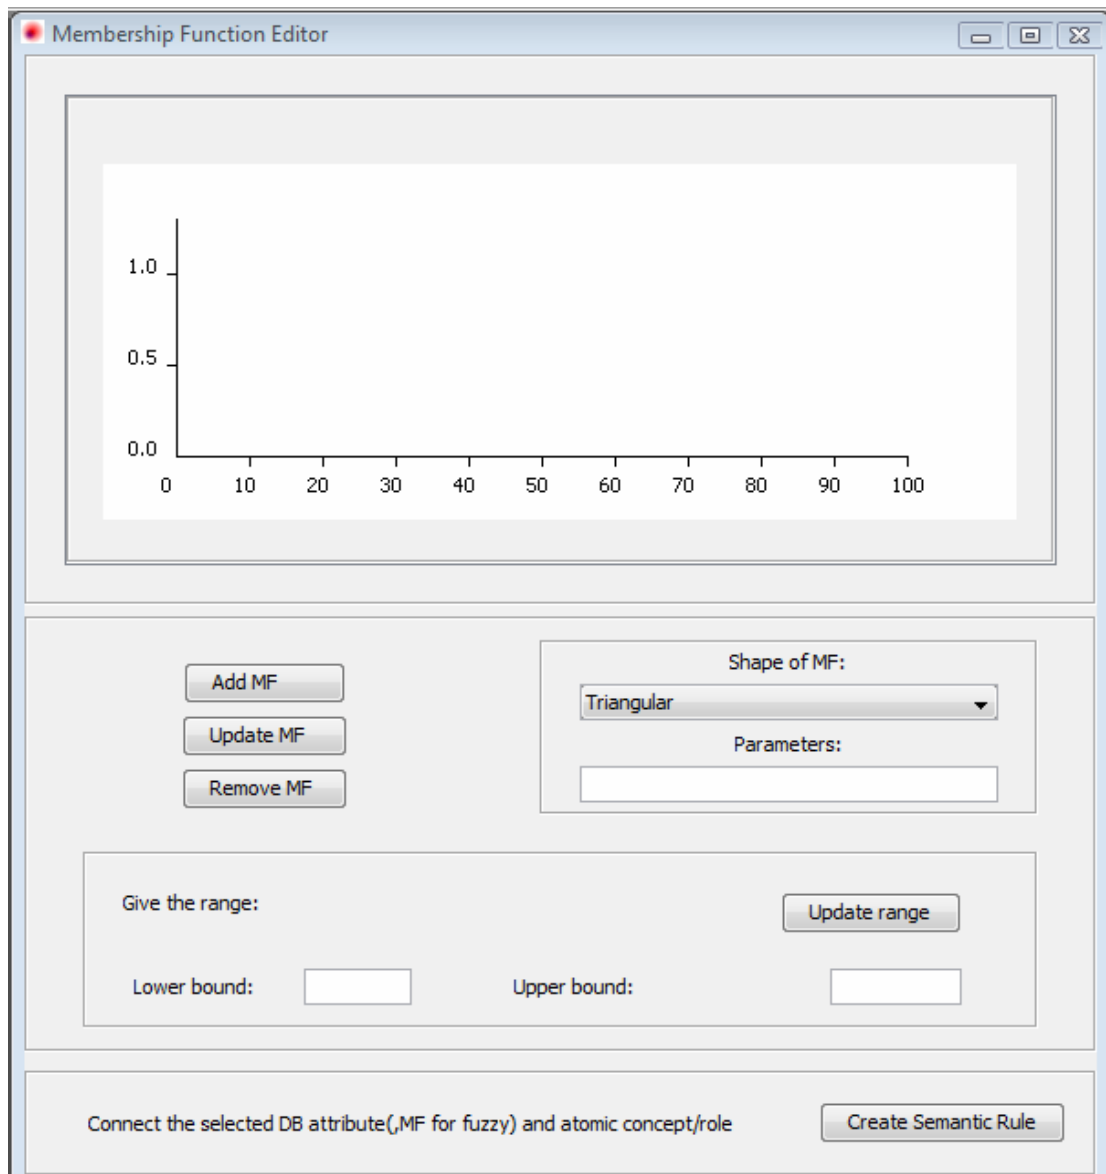 Membership Function Editor
1.0
0.5
0.0
0 10 20 30 40 50 60 70 80 90 100
Add MF
Update MF
Remove MF
Shape of MF:
Triangular
Parameters:
Give the range:
Update range
Lower bound:
Upper bound:
Connect the selected DB attribute(,MF for fuzzy) and atomic concept/role
Create Semantic Rule